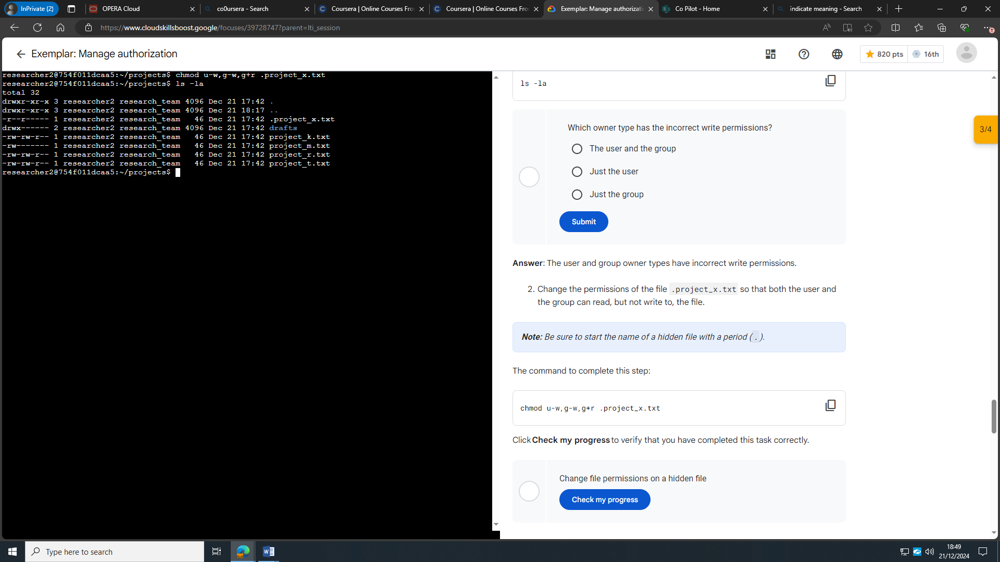 InPrivate (2)
OPERA Cloud
co0ursera - Search
Coursera | Online Courses Fro
Coursera | Online Courses Fro
Exemplar: Manage authorizati
Co Pilot - Home
indicate meaning - Search
https://www.cloudskillsboost.google/focuses/39728747?parent=lti_session
Exemplar: Manage authorization
820 pts
16th
researcher2@754f011dcaa5:~/projects$ chmod u-w,g-w,g+r .project_x.txt
researcher2@754f011dcaa5:~/projects$ ls -la
total 32
drwxr-xr-x 3 researcher2 research_team 4096 Dec 21 17:42 .
drwxr-xr-x 3 researcher2 research_team 4096 Dec 21 18:17 ..
-r--r----- 1 researcher2 research_team   46 Dec 21 17:42 .project_x.txt
drwx------ 2 researcher2 research_team 4096 Dec 21 17:42 drafts
-rw-rw-r-- 1 researcher2 research_team   46 Dec 21 17:42 project_k.txt
-rw------- 1 researcher2 research_team   46 Dec 21 17:42 project_m.txt
-rw-rw-r-- 1 researcher2 research_team   46 Dec 21 17:42 project_r.txt
-rw-rw-r-- 1 researcher2 research_team   46 Dec 21 17:42 project_t.txt
researcher2@754f011dcaa5:~/projects$
ls -la
3/4
Which owner type has the incorrect write permissions?
The user and the group
Just the user
Just the group
Submit
Answer: The user and group owner types have incorrect write permissions.
2. Change the permissions of the file .project_x.txt so that both the user and
the group can read, but not write to, the file.
Note: Be sure to start the name of a hidden file with a period (.).
The command to complete this step:
chmod u-w,g-w,g+r .project_x.txt
Click Check my progress to verify that you have completed this task correctly.
Change file permissions on a hidden file
Check my progress
Type here to search
18:49
21/12/2024